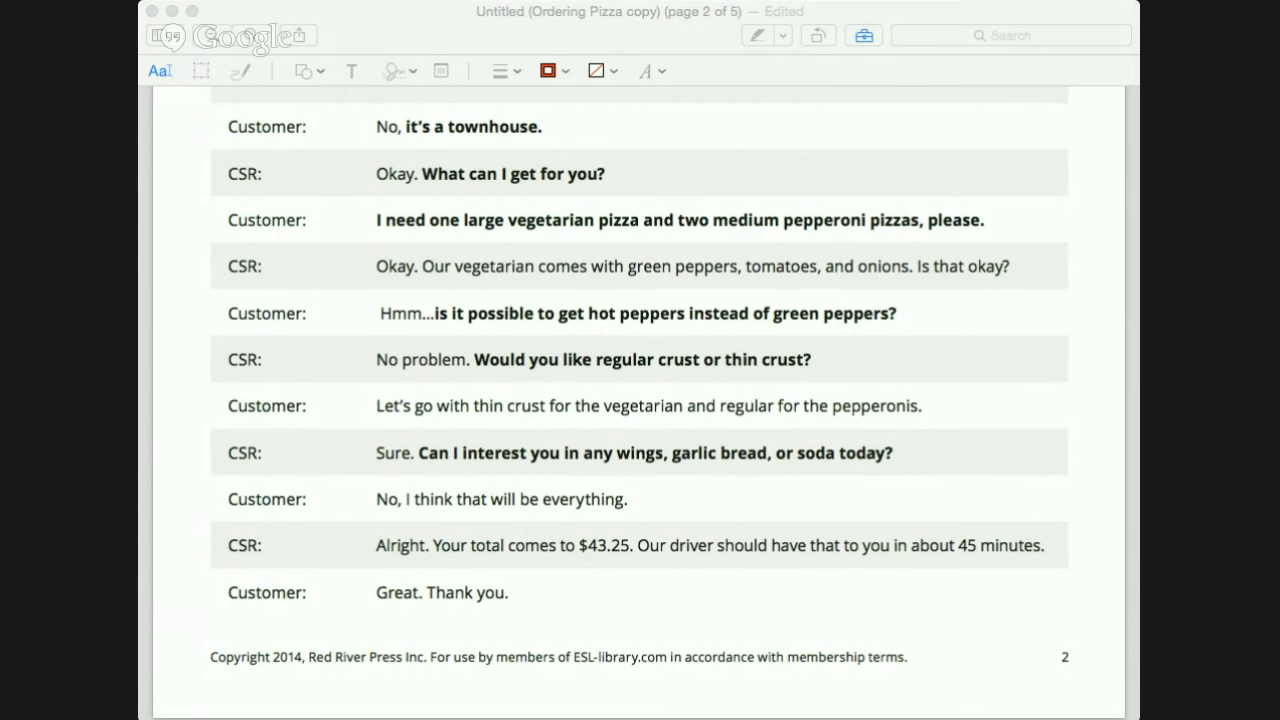 Untitled (Ordering Pizza copy) (page 2 of 5) — Edited
Google
Search
AaI T A
Customer: No, it's a townhouse.
CSR: Okay. What can I get for you?
Customer: I need one large vegetarian pizza and two medium pepperoni pizzas, please.
CSR: Okay. Our vegetarian comes with green peppers, tomatoes, and onions. Is that okay?
Customer: Hmm...is it possible to get hot peppers instead of green peppers?
CSR: No problem. Would you like regular crust or thin crust?
Customer: Let's go with thin crust for the vegetarian and regular for the pepperonis.
CSR: Sure. Can I interest you in any wings, garlic bread, or soda today?
Customer: No, I think that will be everything.
CSR: Alright. Your total comes to $43.25. Our driver should have that to you in about 45 minutes.
Customer: Great. Thank you.
Copyright 2014, Red River Press Inc. For use by members of ESL-library.com in accordance with membership terms. 2